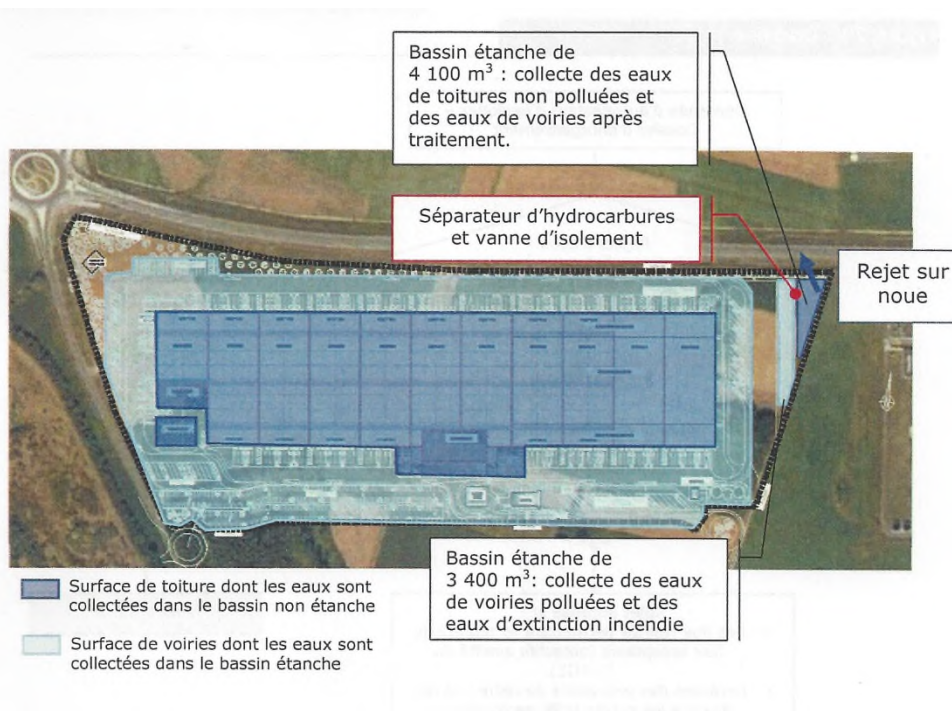 Bassin étanche de
4 100 m³ : collecte des eaux
de toitures non polluées et
des eaux de voiries après
traitement.
Séparateur d'hydrocarbures
et vanne d'isolement
Rejet sur
noue
Bassin étanche de
3 400 m³: collecte des eaux
de voiries polluées et des
eaux d'extinction incendie
Surface de toiture dont les eaux sont
collectées dans le bassin non étanche
Surface de voiries dont les eaux sont
collectées dans le bassin étanche